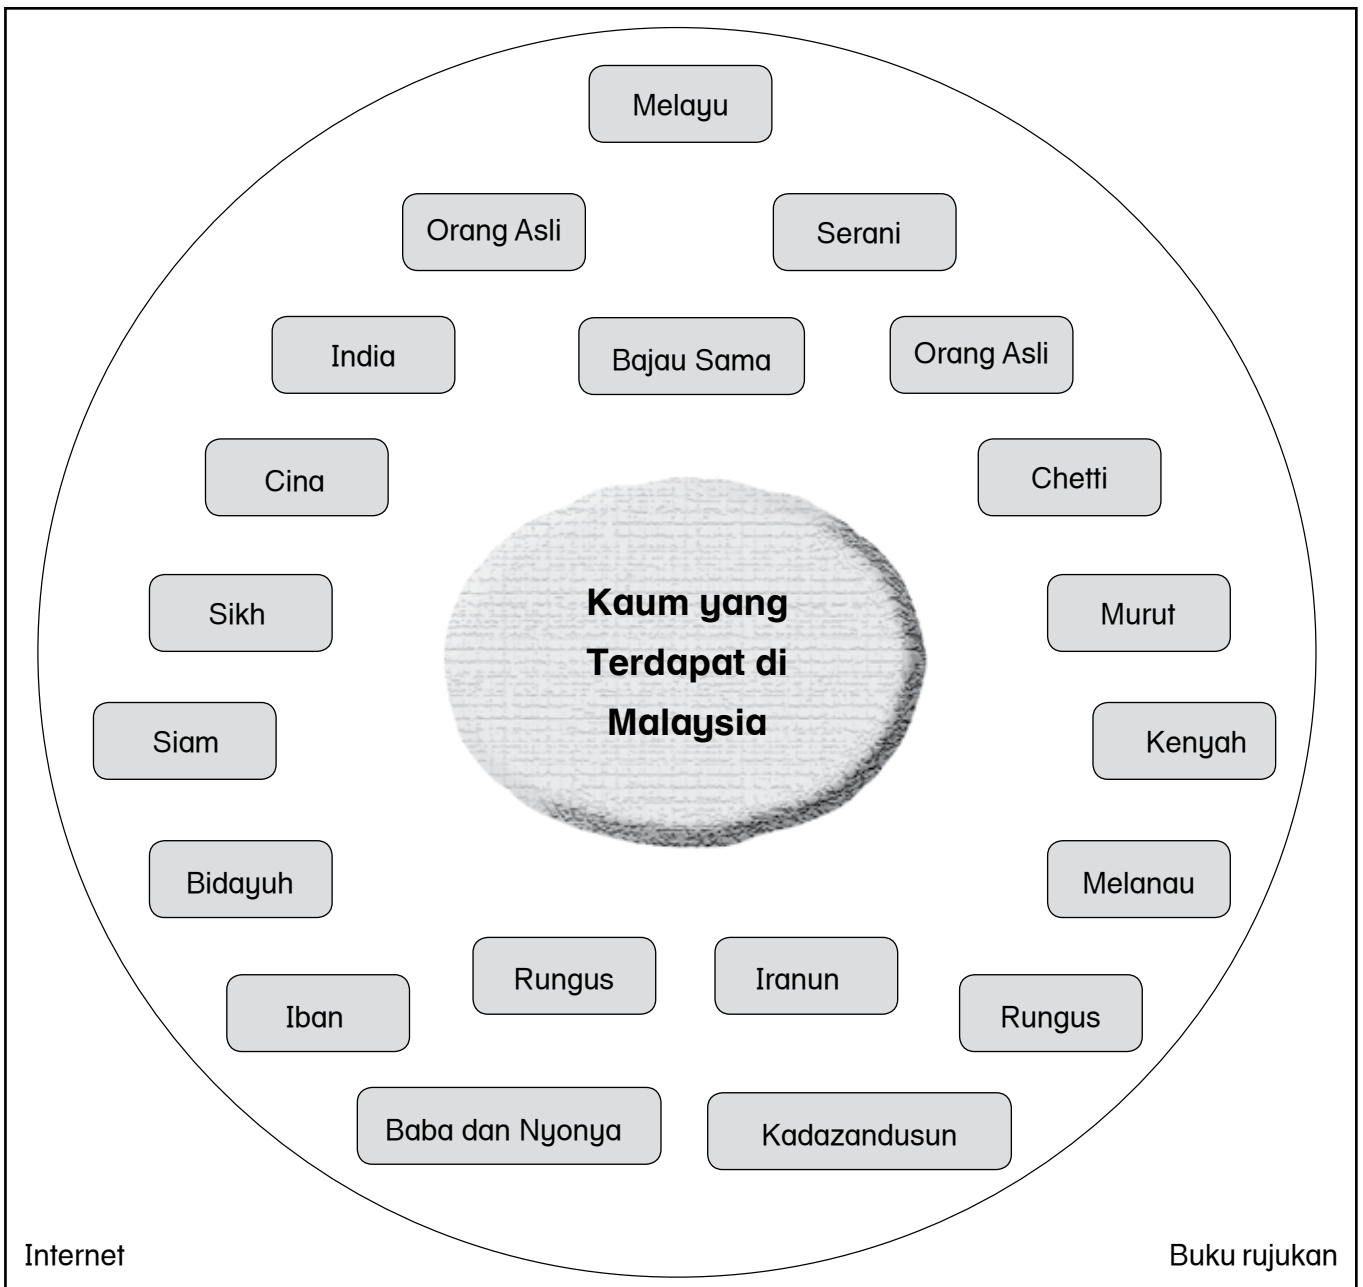 Melayu
Orang Asli
Serani
India
Bajau Sama
Orang Asli
Cina
Chetti
Kaum yang
Terdapat di
Malaysia
Sikh
Murut
Siam
Kenyah
Bidayuh
Melanau
Rungus
Iranun
Iban
Rungus
Baba dan Nyonya
Kadazandusun
Internet
Buku rujukan